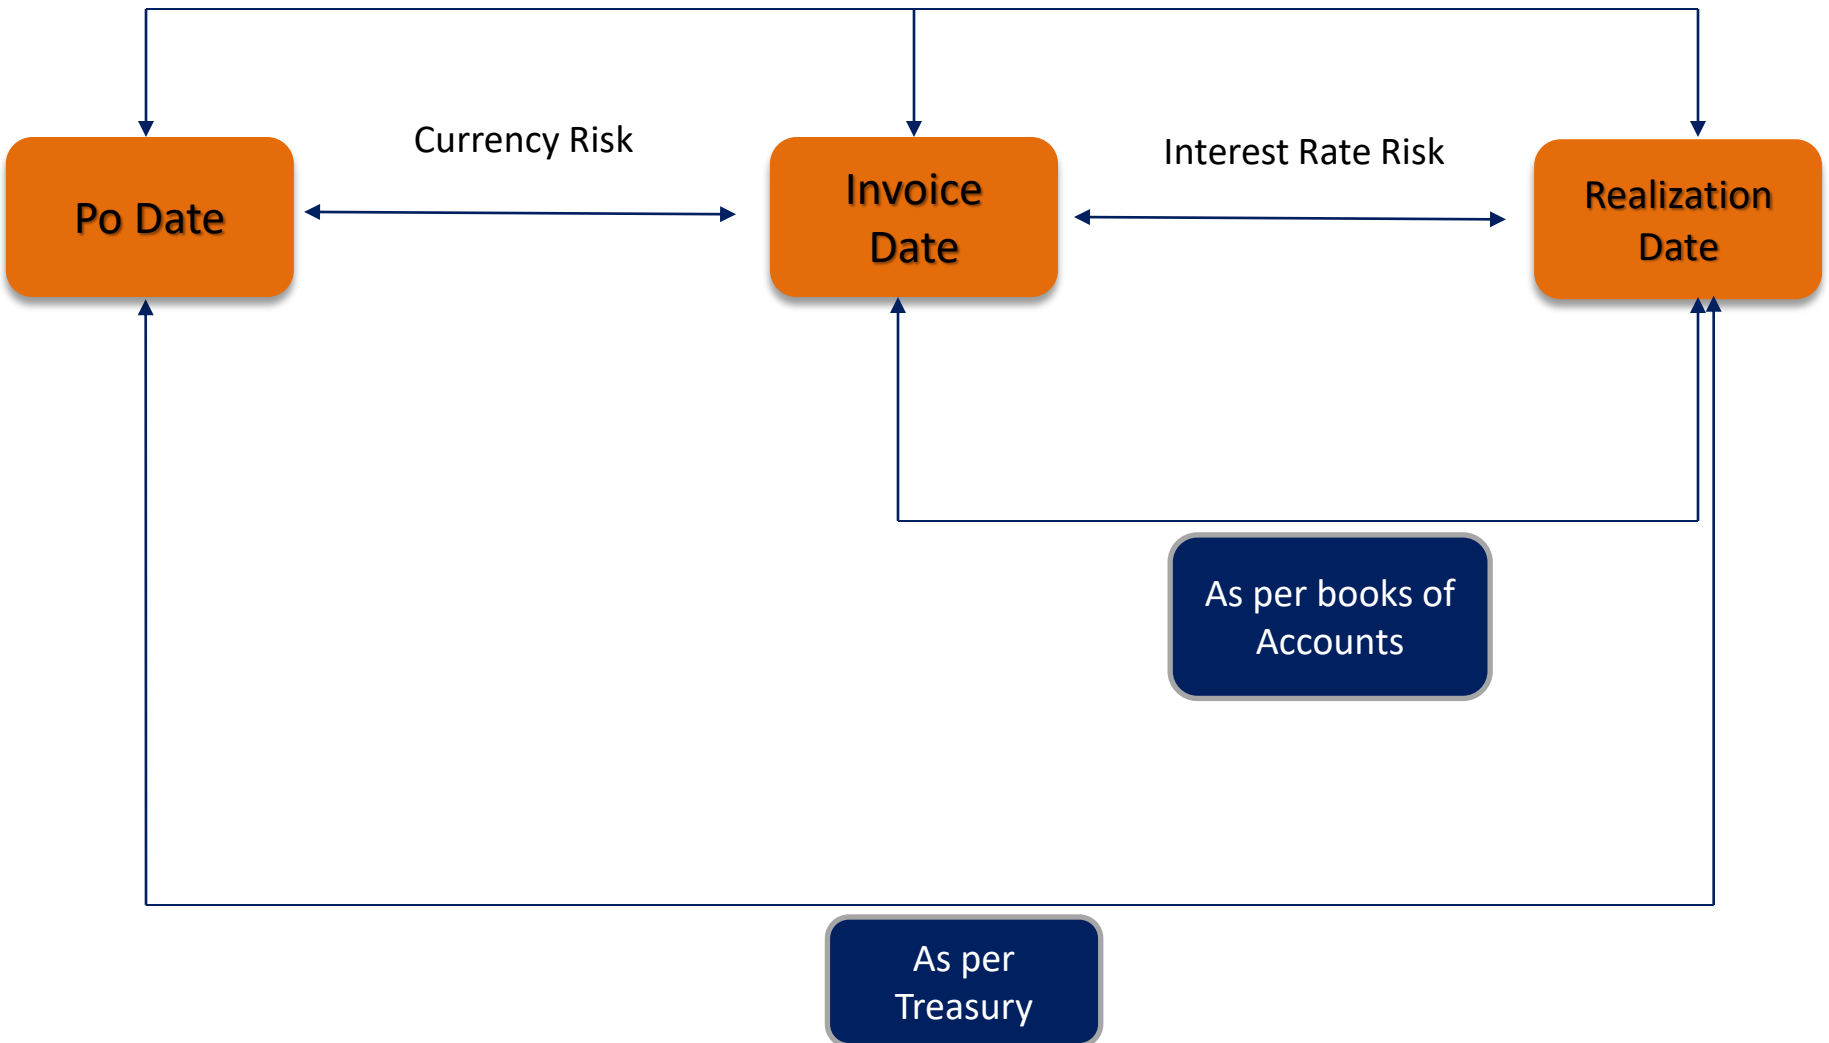 Currency Risk
Interest Rate Risk
Po Date
Invoice
Date
Realization
Date
As per books of
Accounts
As per
Treasury